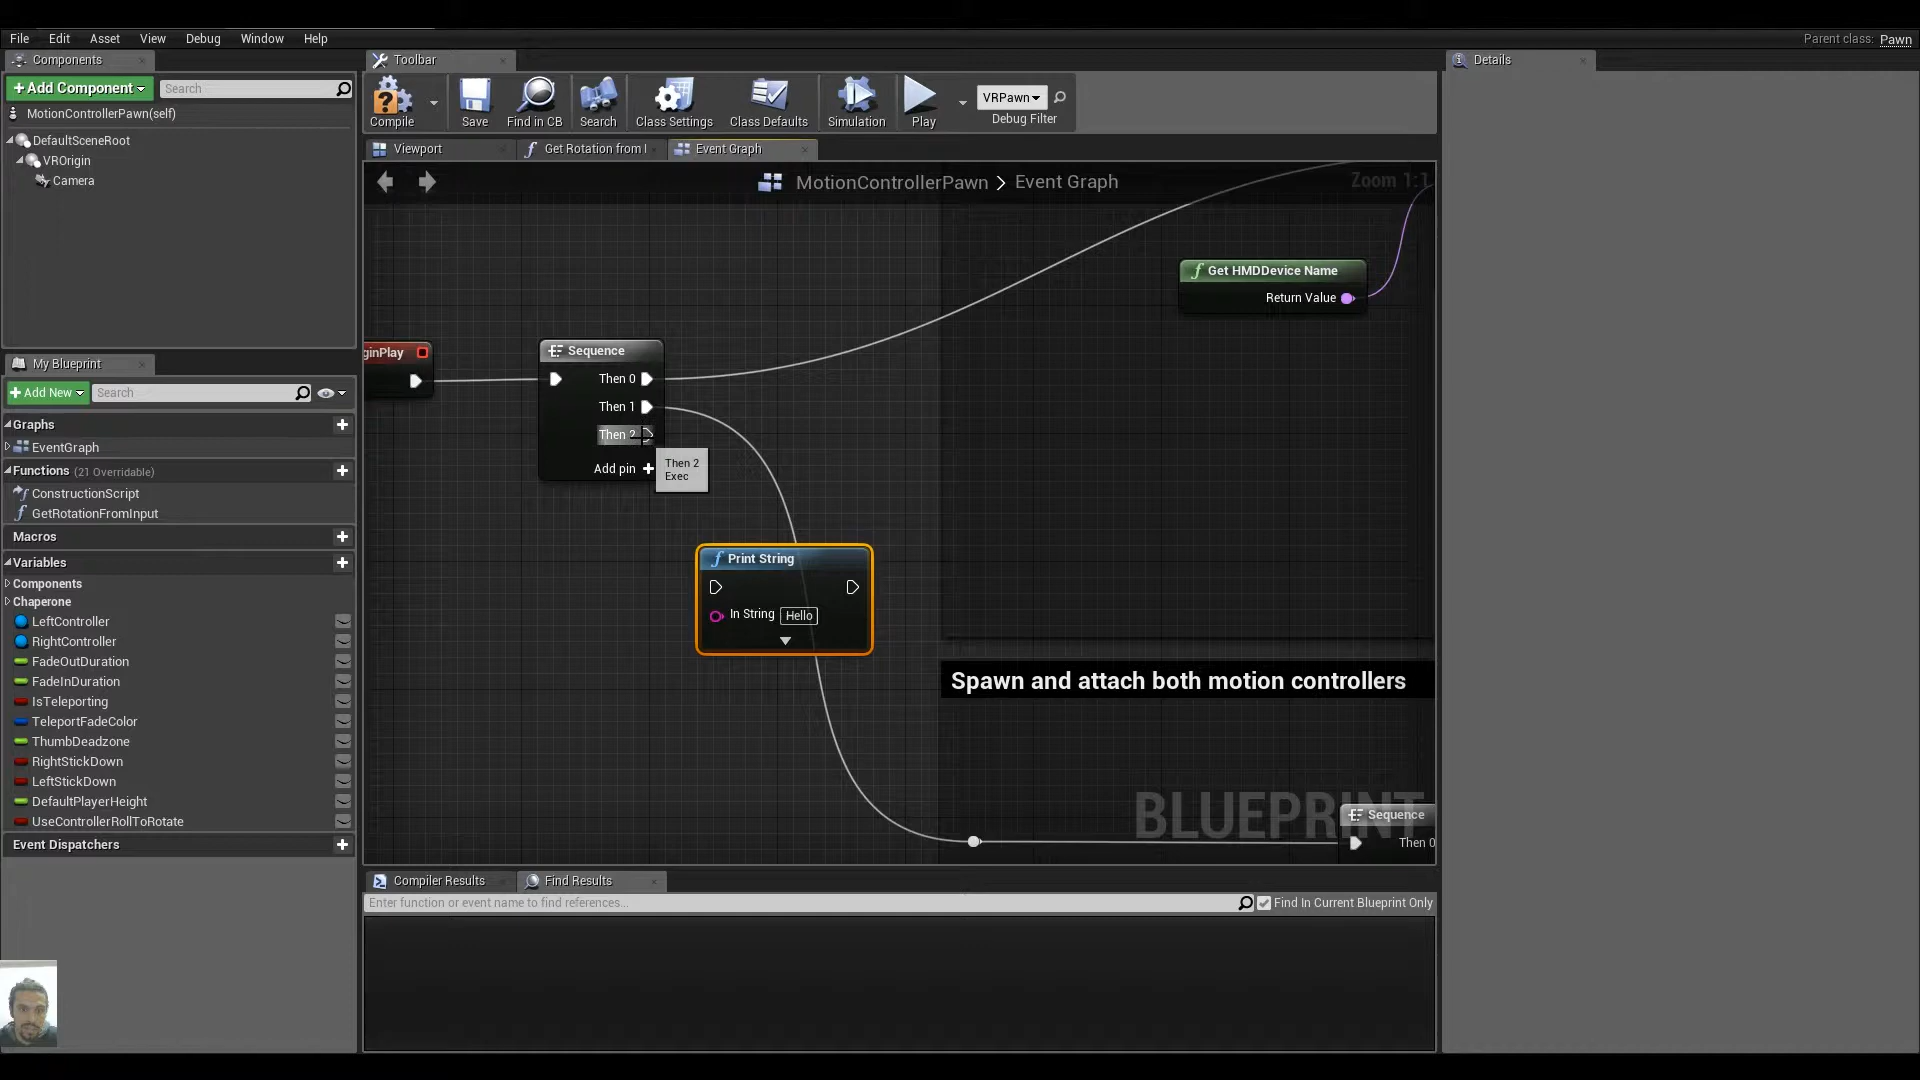 File Edit Asset View Debug Window Help
Parent class: Pawn
Components
Toolbar
Details
+ Add Component
Search
MotionControllerPawn(self)
DefaultSceneRoot
VROrigin
Camera
Compile
Save
Find in CB
Search
Class Settings
Class Defaults
Simulation
Play
VRPawn
Debug Filter
Viewport
Get Rotation from I
Event Graph
MotionControllerPawn > Event Graph
Zoom 1:1
Get HMDDevice Name
Return Value
ginPlay
Sequence
Then 0
Then 1
Then 2
Add pin +
Then 2
Exec
Print String
In String Hello
Spawn and attach both motion controllers
BLUEPRINT
Sequence
Then 0
My Blueprint
+ Add New
Search
Graphs
EventGraph
Functions (21 Overridable)
ConstructionScript
GetRotationFromInput
Macros
Variables
Components
Chaperone
LeftController
RightController
FadeOutDuration
FadeInDuration
IsTeleporting
TeleportFadeColor
ThumbDeadzone
RightStickDown
LeftStickDown
DefaultPlayerHeight
UseControllerRollToRotate
Event Dispatchers
Compiler Results
Find Results
Enter function or event name to find references...
Find In Current Blueprint Only